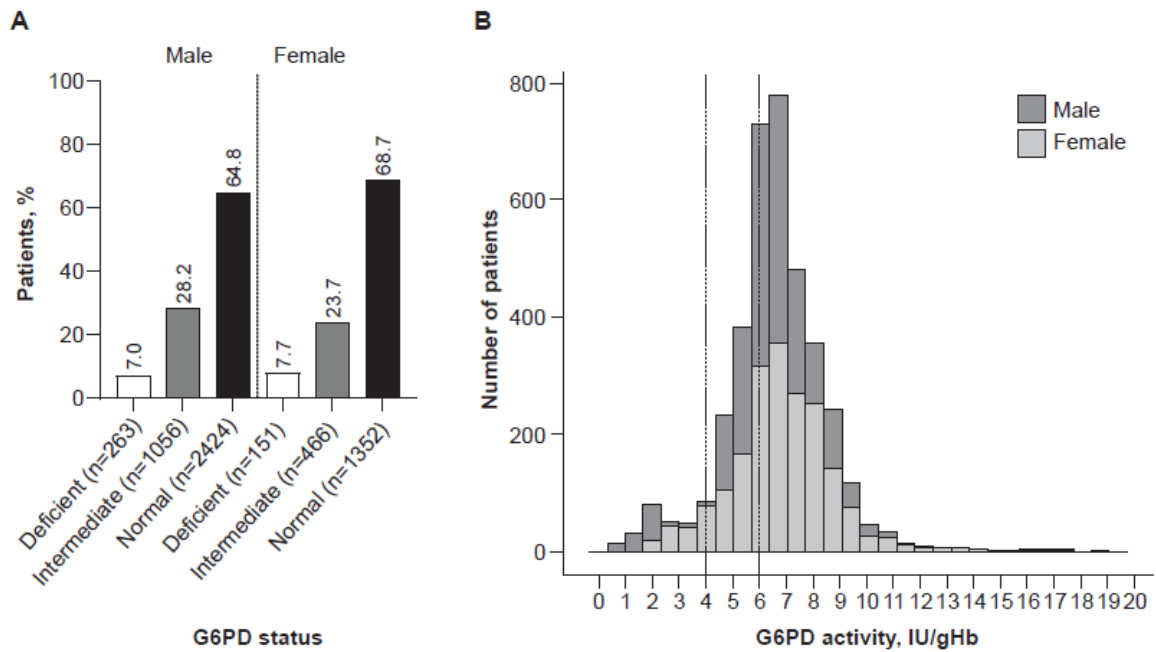 A
Male Female
Patients, %
100
80
60
40
20
0
7.0
28.2
64.8
7.7
23.7
68.7
Deficient (n=263)
Intermediate (n=1056)
Normal (n=2424)
Deficient (n=151)
Intermediate (n=466)
Normal (n=1352)
G6PD status
B
Number of patients
800
600
400
200
0
Male
Female
0 1 2 3 4 5 6 7 8 9 10 11 12 13 14 15 16 17 18 19 20
G6PD activity, IU/gHb